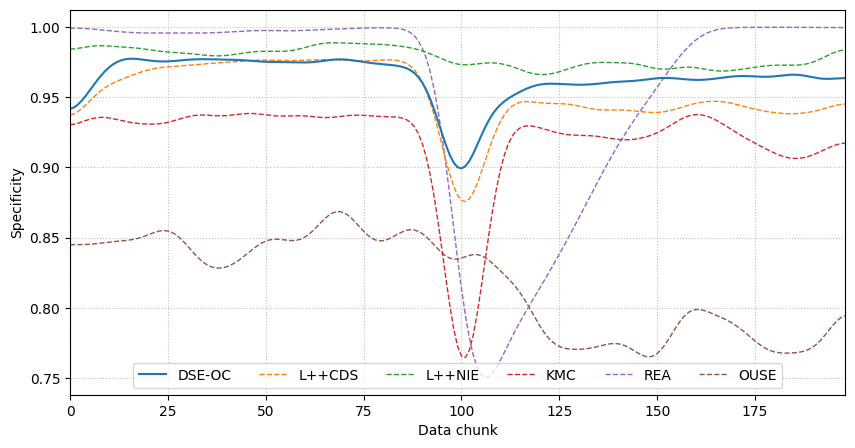 1.00
0.95
0.90
0.85
0.80
0.75
Specificity
0 25 50 75 100 125 150 175
Data chunk
DSE-OC L++CDS L++NIE KMC REA OUSE